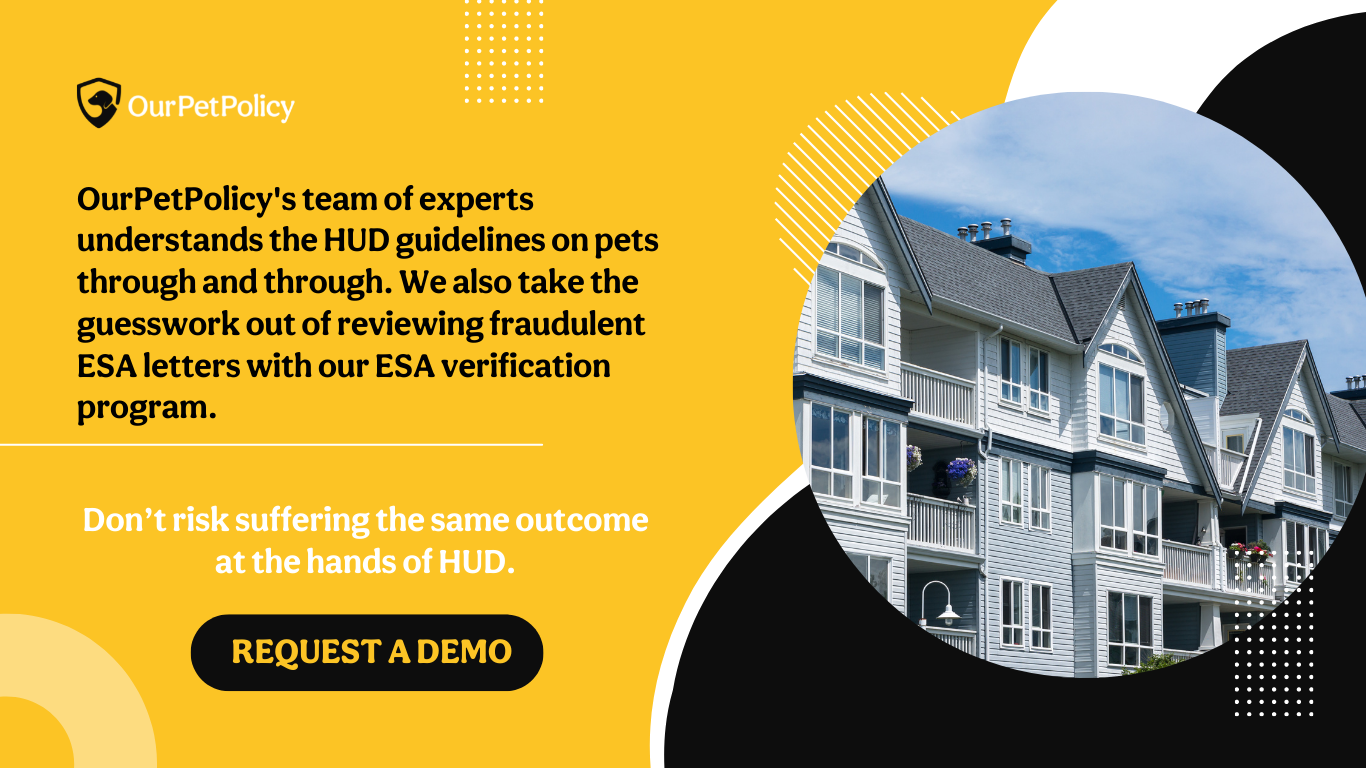 OurPetPolicy
OurPetPolicy's team of experts
understands the HUD guidelines on pets
through and through. We also take the
guesswork out of reviewing fraudulent
ESA letters with our ESA verification
program.
Don’t risk suffering the same outcome
at the hands of HUD.
REQUEST A DEMO